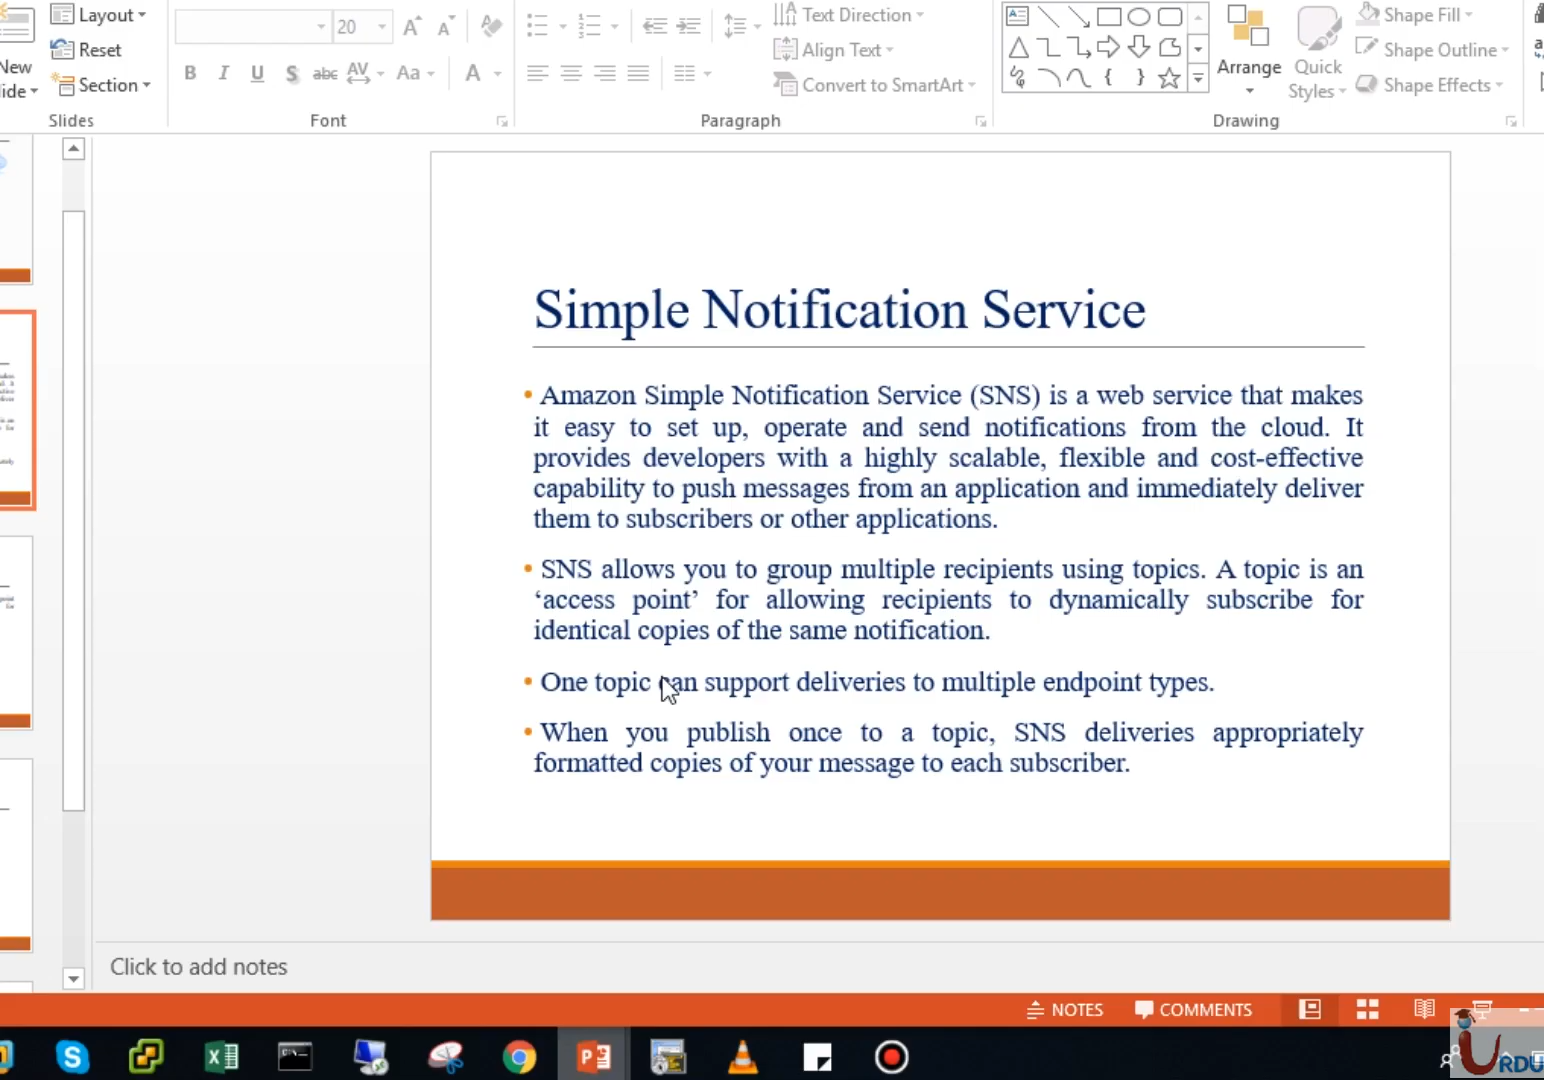 Layout
Reset
New
Section
Slides
20
B I U S abc AV Aa A
Font
Text Direction
Align Text
Convert to SmartArt
Paragraph
Arrange
Quick
Styles
Shape Fill
Shape Outline
Shape Effects
Drawing
Simple Notification Service
• Amazon Simple Notification Service (SNS) is a web service that makes
it easy to set up, operate and send notifications from the cloud. It
provides developers with a highly scalable, flexible and cost-effective
capability to push messages from an application and immediately deliver
them to subscribers or other applications.
• SNS allows you to group multiple recipients using topics. A topic is an
‘access point’ for allowing recipients to dynamically subscribe for
identical copies of the same notification.
• One topic can support deliveries to multiple endpoint types.
• When you publish once to a topic, SNS deliveries appropriately
formatted copies of your message to each subscriber.
Click to add notes
NOTES
COMMENTS
URDU